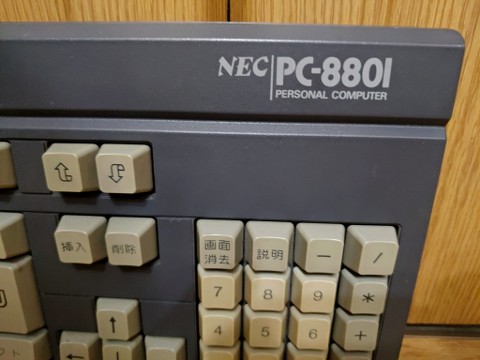 NEC PC-8801
PERSONAL COMPUTER
挿入 削除
画面消去 説明 − /
7 8 9 *
4 5 6 +
↑
←